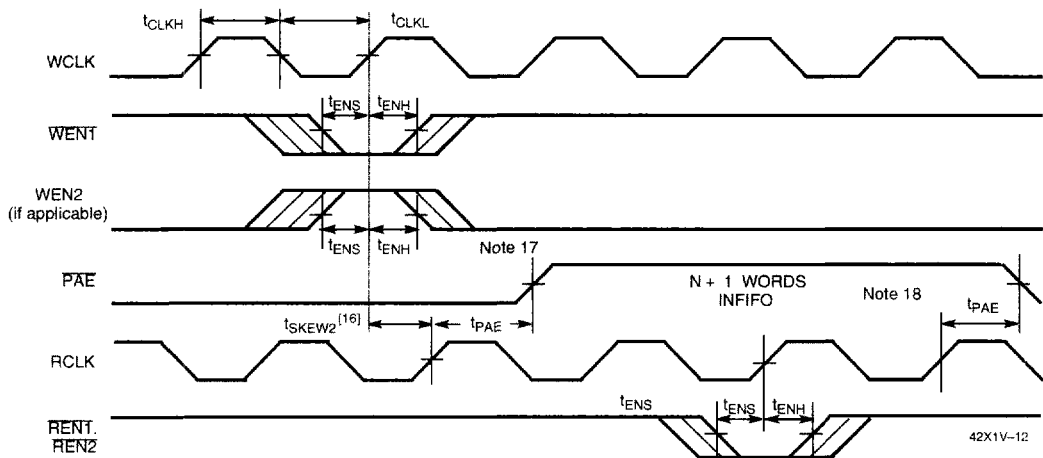 tCLKH
tCLKL
WCLK
tENS
tENH
WEN1
WEN2
(if applicable)
tENS
tENH
Note 17
PAE
N + 1 WORDS
INFIFO
Note 18
tPAE
tSKEW2 [16]
tPAE
RCLK
tENS
tENS
tENH
REN1.
REN2
42X1V–12